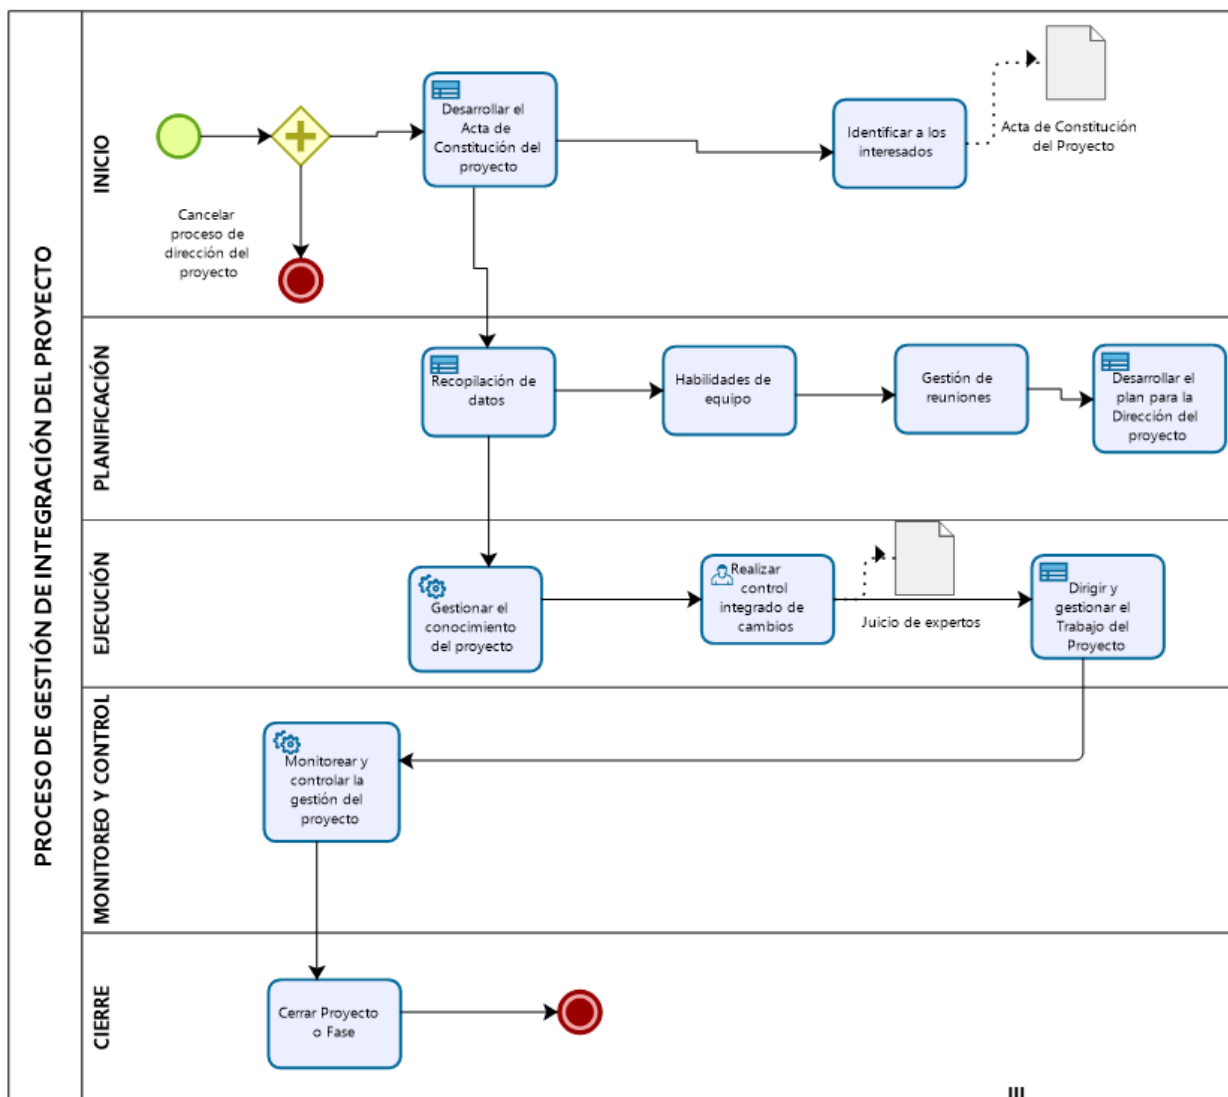 PROCESO DE GESTIÓN DE INTEGRACIÓN DEL PROYECTO
INICIO
Cancelar
proceso de
dirección del
proyecto
Desarrollar el
Acta de
Constitución del
proyecto
Identificar a los
interesados
Acta de Constitución
del Proyecto
PLANIFICACIÓN
Recopilación de
datos
Habilidades de
equipo
Gestión de
reuniones
Desarrollar el
plan para la
Dirección del
proyecto
EJECUCIÓN
Gestionar el
conocimiento
del proyecto
Realizar
control
integrado de
cambios
Juicio de expertos
Dirigir y
gestionar el
Trabajo del
Proyecto
MONITOREO Y CONTROL
Monitorear y
controlar la
gestión del
proyecto
CIERRE
Cerrar Proyecto
o Fase